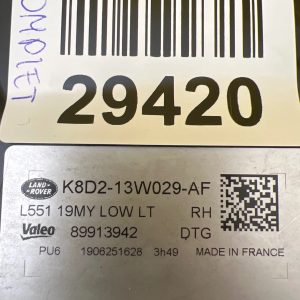 COMPLET
29420
LAND-
ROVER
K8D2-13W029-AF
L551 19MY LOW LT RH
Valeo 89913942 DTG
PU6 1906251628 3h49 MADE IN FRANCE